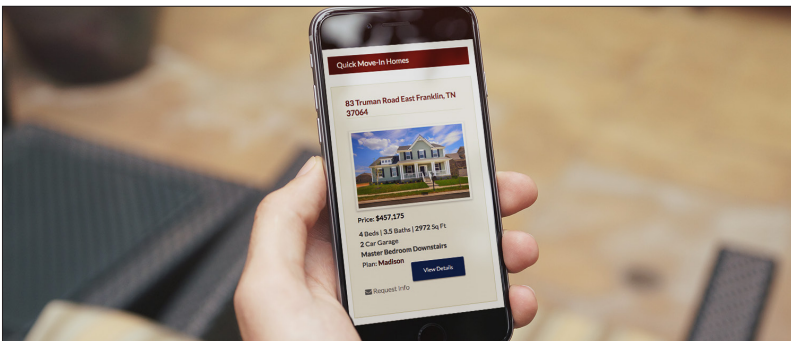 Quick Move-In Homes
83 Truman Road East Franklin, TN
37064
Price: $457,175
4 Beds | 3.5 Baths | 2972 Sq Ft
2 Car Garage
Master Bedroom Downstairs
Plan: Madison
View Details
Request Info